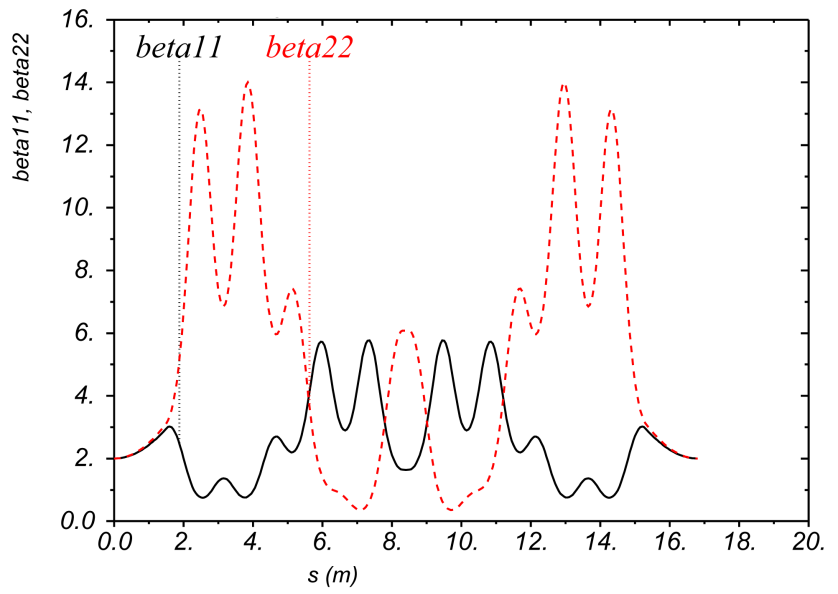 16.
beta11 beta22
14.
12.
10.
8.
6.
4.
2.
0.0
0.0 2. 4. 6. 8. 10. 12. 14. 16. 18. 20.
s (m)
beta11, beta22